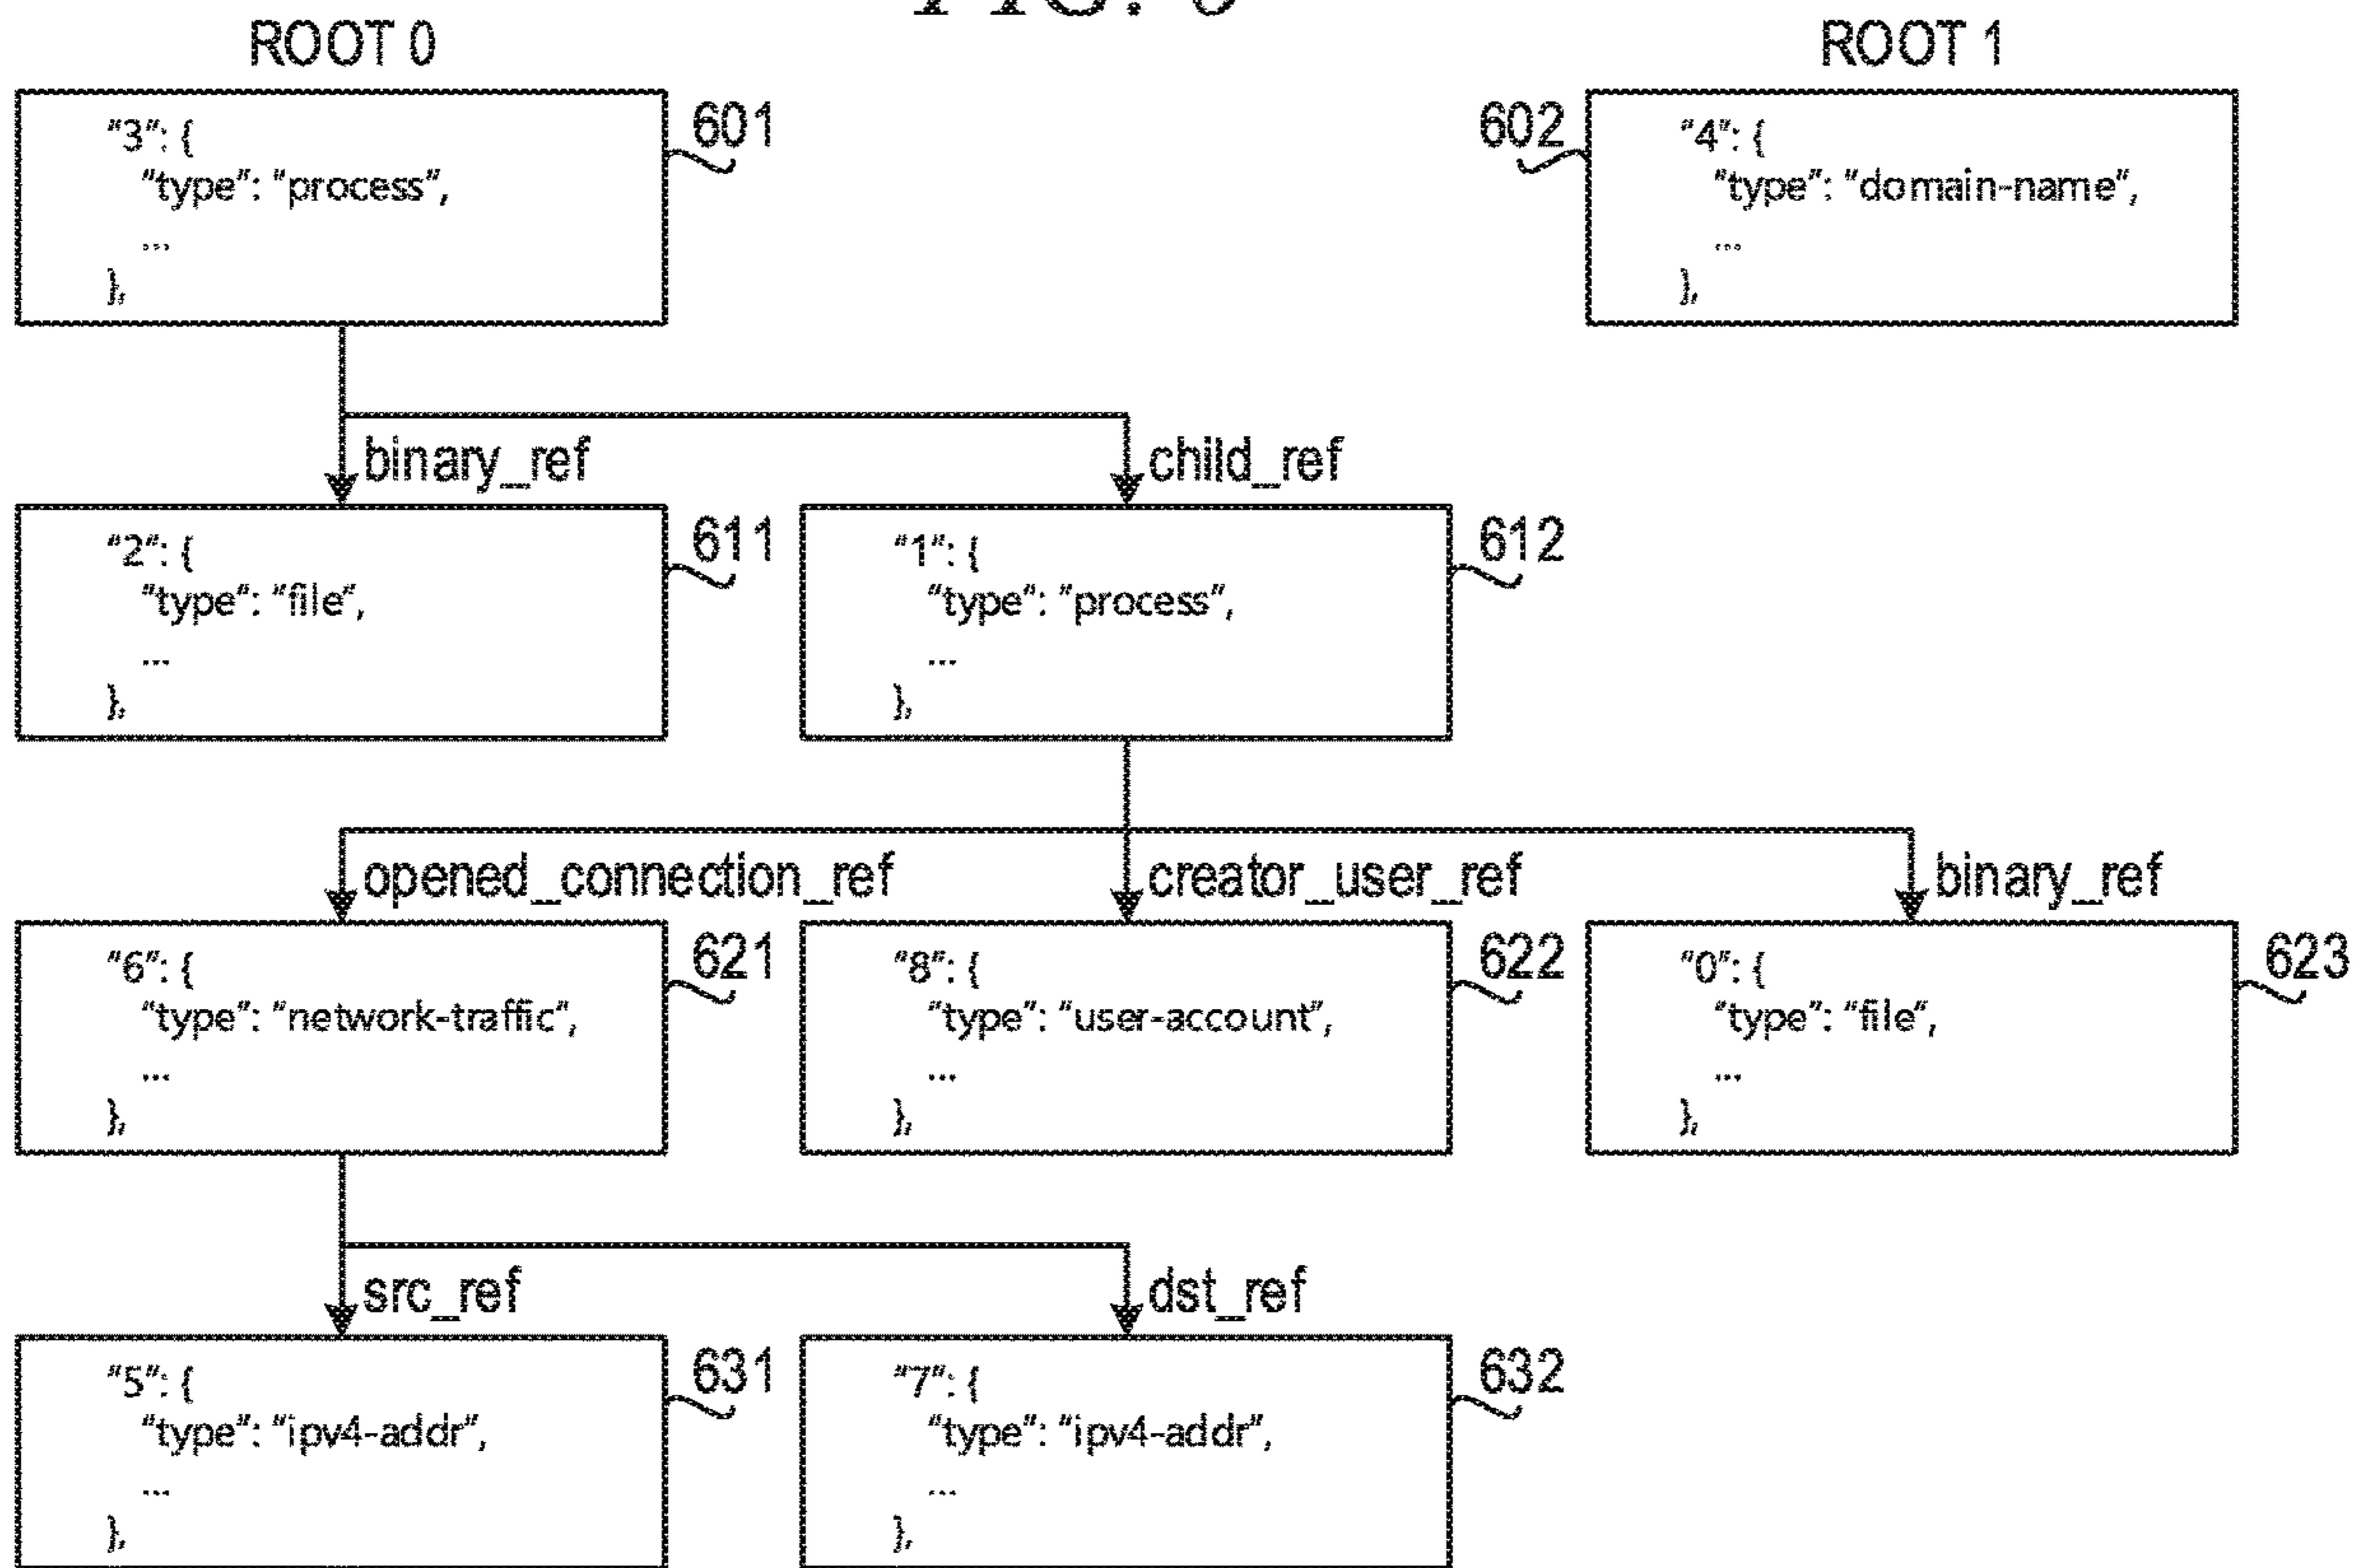 ROOT 0
ROOT 1
"3": {
"type": "process",
...
},
601
602
"4": {
"type": "domain-name",
...
},
binary_ref
child_ref
"2": {
"type": "file",
...
},
611
"1": {
"type": "process",
...
},
612
opened_connection_ref
creator_user_ref
binary_ref
"6": {
"type": "network-traffic",
...
},
621
"8": {
"type": "user-account",
...
},
622
"0": {
"type": "file",
...
},
623
src_ref
dst_ref
"5": {
"type": "ipv4-addr",
...
},
631
"7": {
"type": "ipv4-addr",
...
},
632